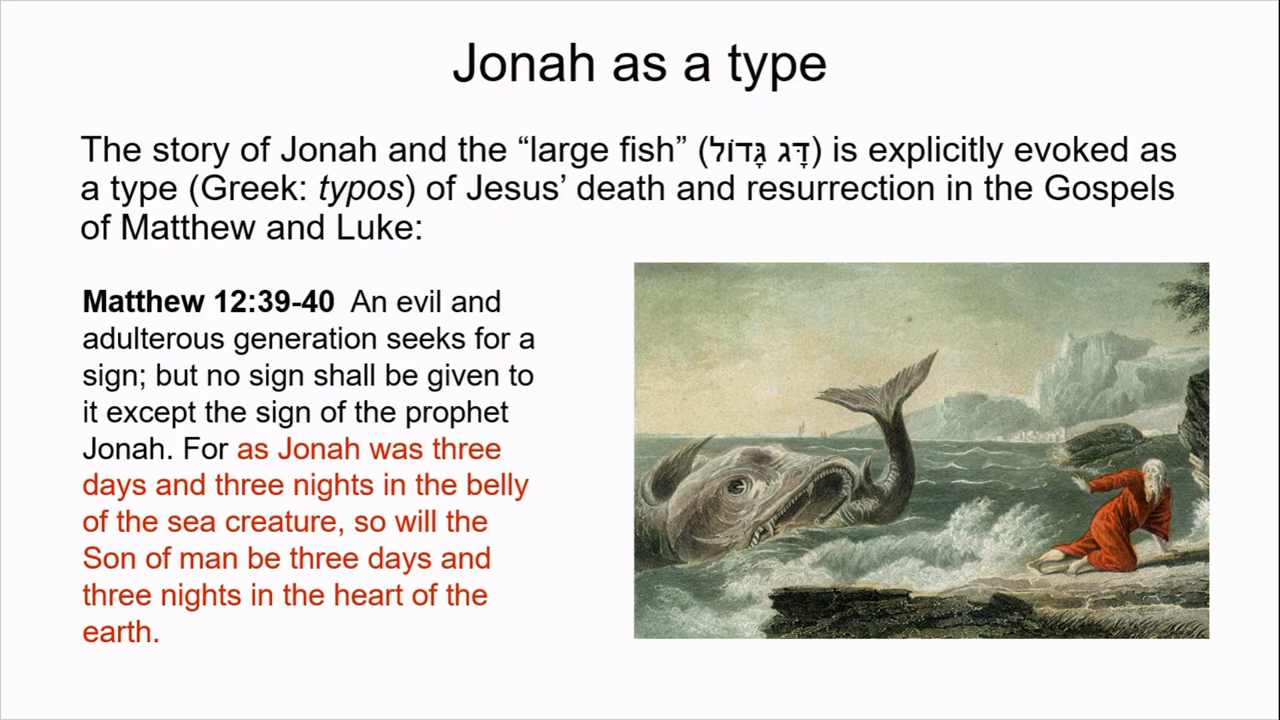 Jonah as a type
The story of Jonah and the “large fish” (דָּג גָּדוֹל) is explicitly evoked as
a type (Greek: typos) of Jesus’ death and resurrection in the Gospels
of Matthew and Luke:
Matthew 12:39-40 An evil and
adulterous generation seeks for a
sign; but no sign shall be given to
it except the sign of the prophet
Jonah. For as Jonah was three
days and three nights in the belly
of the sea creature, so will the
Son of man be three days and
three nights in the heart of the
earth.